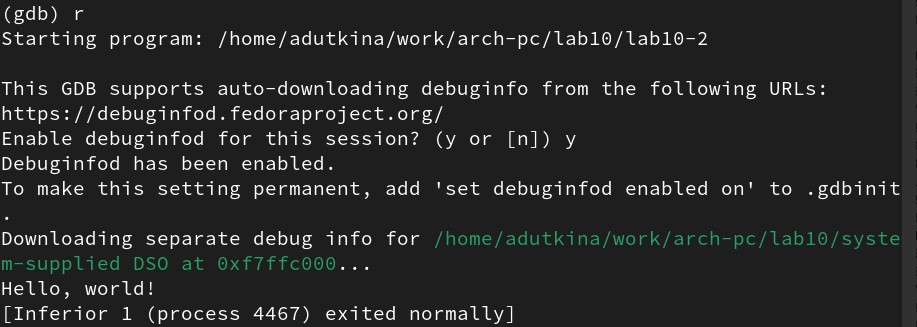 (gdb) r
Starting program: /home/adutkina/work/arch-pc/lab10/lab10-2

This GDB supports auto-downloading debuginfo from the following URLs:
https://debuginfod.fedoraproject.org/
Enable debuginfod for this session? (y or [n]) y
Debuginfod has been enabled.
To make this setting permanent, add 'set debuginfod enabled on' to .gdbinit
.
Downloading separate debug info for /home/adutkina/work/arch-pc/lab10/syste
m-supplied DSO at 0xf7ffc000...
Hello, world!
[Inferior 1 (process 4467) exited normally]